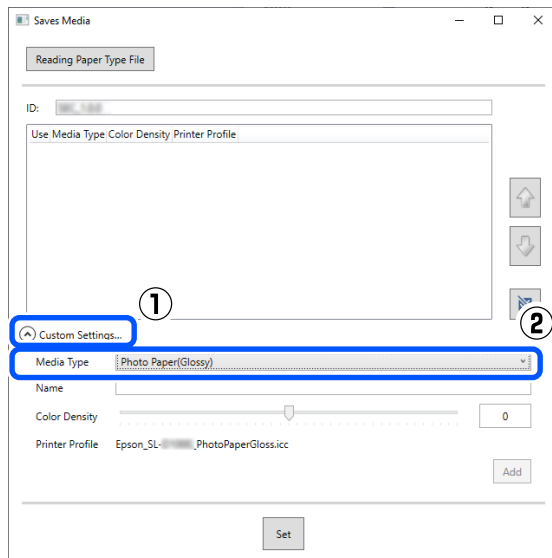 Saves Media
Reading Paper Type File
ID:
Use Media Type Color Density Printer Profile
①
②
Custom Settings...
Media Type Photo Paper(Glossy)
Name
Color Density 0
Printer Profile Epson_SL- _PhotoPaperGloss.icc
Add
Set